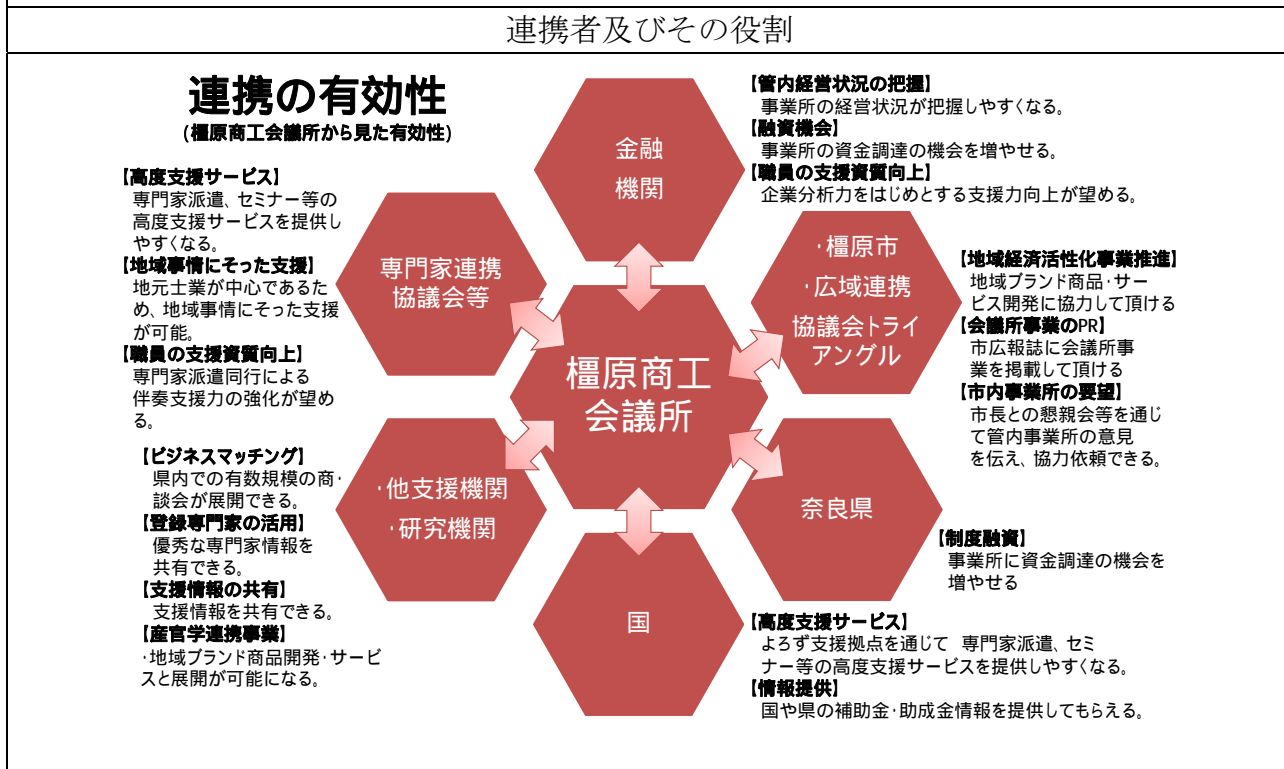 連携者及びその役割
連携の有効性
(橿原商工会議所から見た有効性)
金融
機関
【管内経営状況の把握】
事業所の経営状況が把握しやすくなる。
【融資機会】
事業所の資金調達の機会を増やせる。
【職員の支援資質向上】
企業分析力をはじめとする支援力向上が望める。
【高度支援サービス】
専門家派遣、セミナー等の
高度支援サービスを提供し
やすくなる。
【地域事情にそった支援】
地元士業が中心であるた
め、地域事情にそった支援
が可能。
【職員の支援資質向上】
専門家派遣同行による
伴奏支援力の強化が望め
る。
専門家連携
協議会等
・橿原市
・広域連携
協議会トライ
アングル
【地域経済活性化事業推進】
地域ブランド商品・サー
ビス開発に協力して頂ける
【会議所事業のPR】
市広報誌に会議所事
業を掲載して頂ける
【市内事業所の要望】
市長との懇親会等を通じ
て管内事業所の意見
を伝え、協力依頼できる。
橿原商工
会議所
【ビジネスマッチング】
県内での有数規模の商・
談会が展開できる。
【登録専門家の活用】
優秀な専門家情報を
共有できる。
【支援情報の共有】
支援情報を共有できる。
【産官学連携事業】
・地域ブランド商品開発・サービ
スと展開が可能になる。
・他支援機関
・研究機関
奈良県
【制度融資】
事業所に資金調達の機会を
増やせる
国
【高度支援サービス】
よろず支援拠点を通じて 専門家派遣、セミ
ナー等の高度支援サービスを提供しやすくなる。
【情報提供】
国や県の補助金・助成金情報を提供してもらえる。